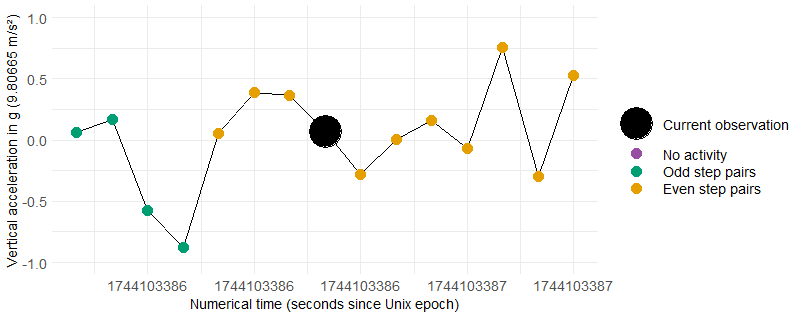 Vertical acceleration in g (9.80665 m/s²)
1.0
0.5
0.0
-0.5
-1.0
1744103386 1744103386 1744103386 1744103387 1744103387
Numerical time (seconds since Unix epoch)
Current observation
No activity
Odd step pairs
Even step pairs